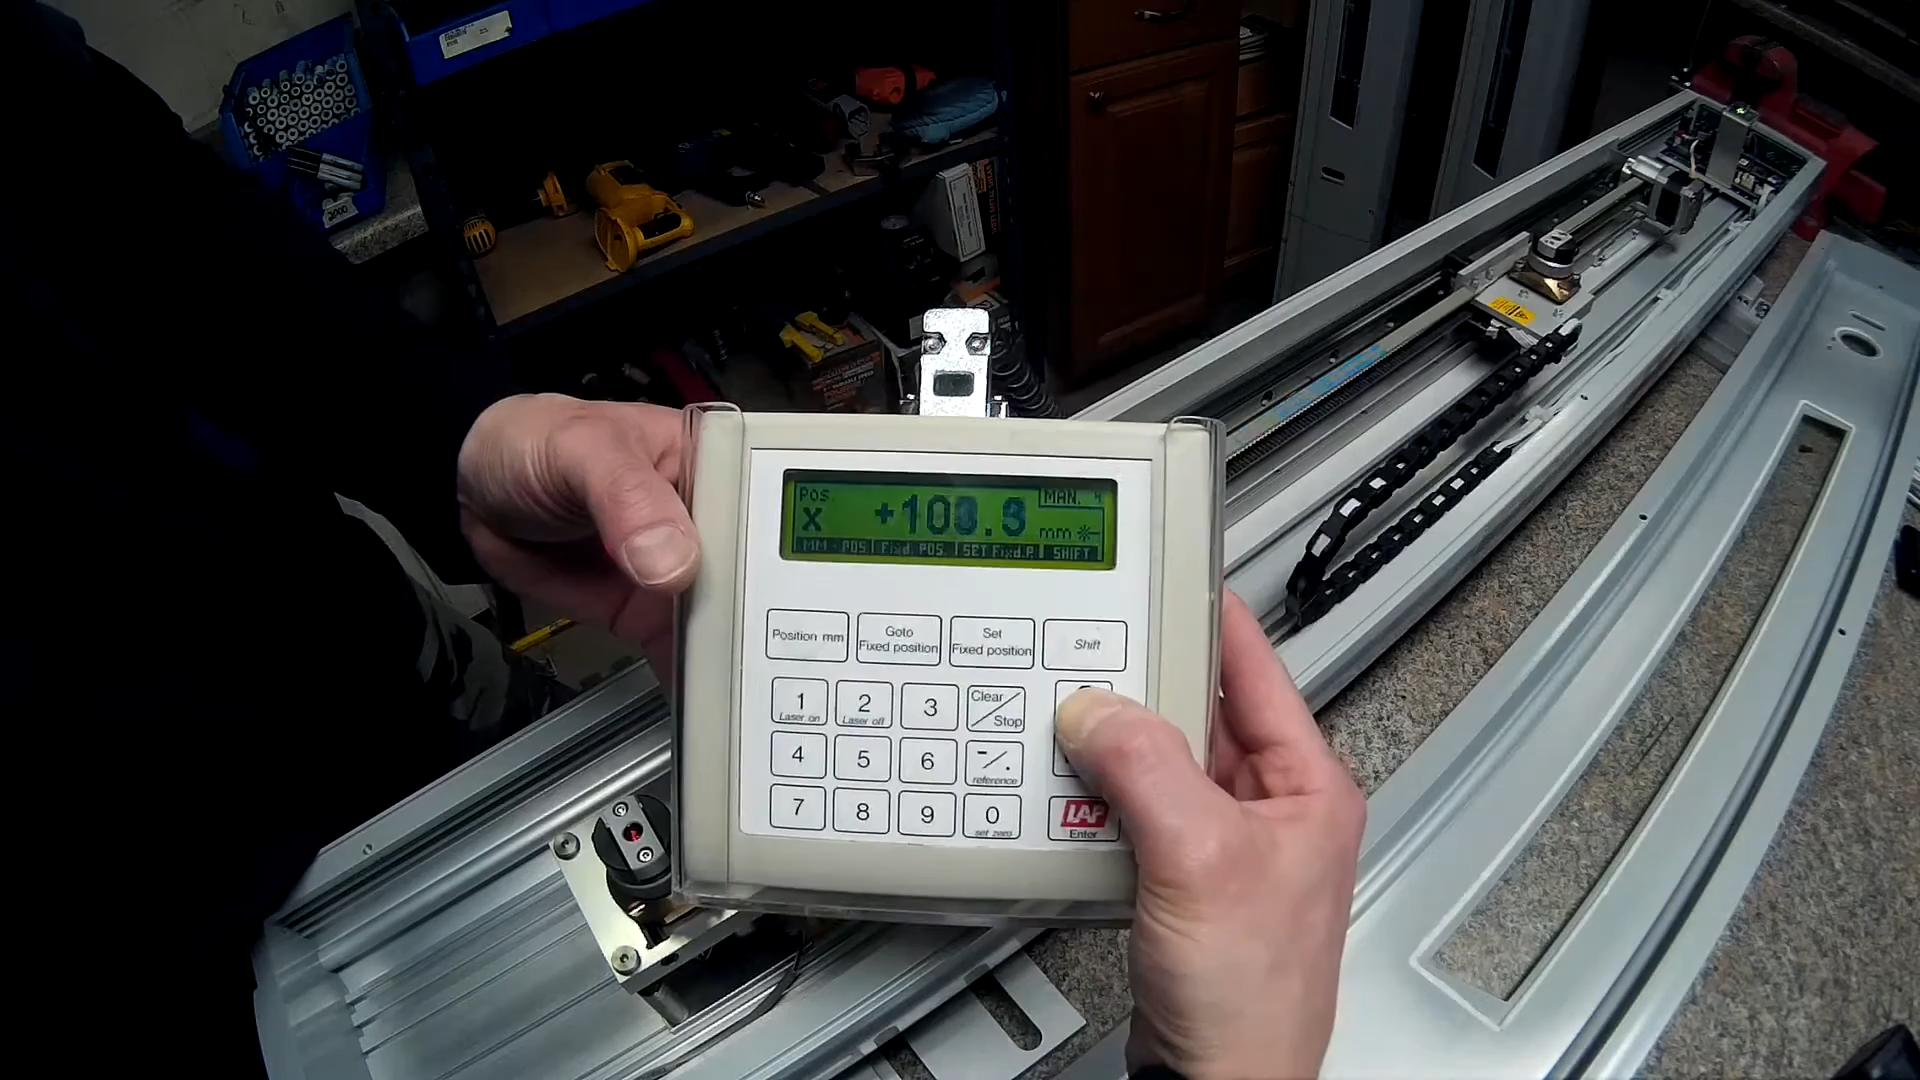 POS. MAN.
X mm
MM - POS Fixd. POS. SET Fixd.P. SHIFT
Position mm
Goto
Fixed position
Set
Fixed position
Shift
1
Laser on
2
Laser off
3
Clear
Stop
4
5
6
- .
reference
7
8
9
0
set zero
LAP
Enter